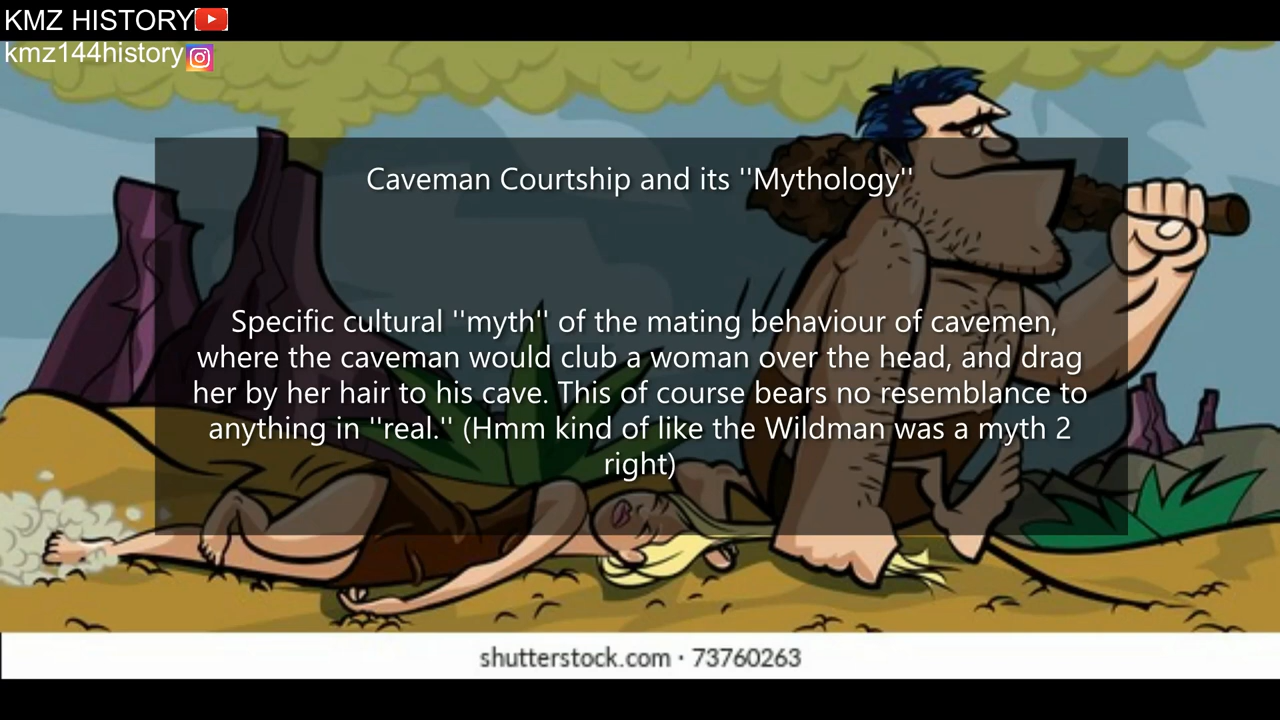 KMZ HISTORY
kmz144history
Caveman Courtship and its ''Mythology''
Specific cultural ''myth'' of the mating behaviour of cavemen,
where the caveman would club a woman over the head, and drag
her by her hair to his cave. This of course bears no resemblance to
anything in ''real.'' (Hmm kind of like the Wildman was a myth 2
right)
shutterstock.com · 73760263